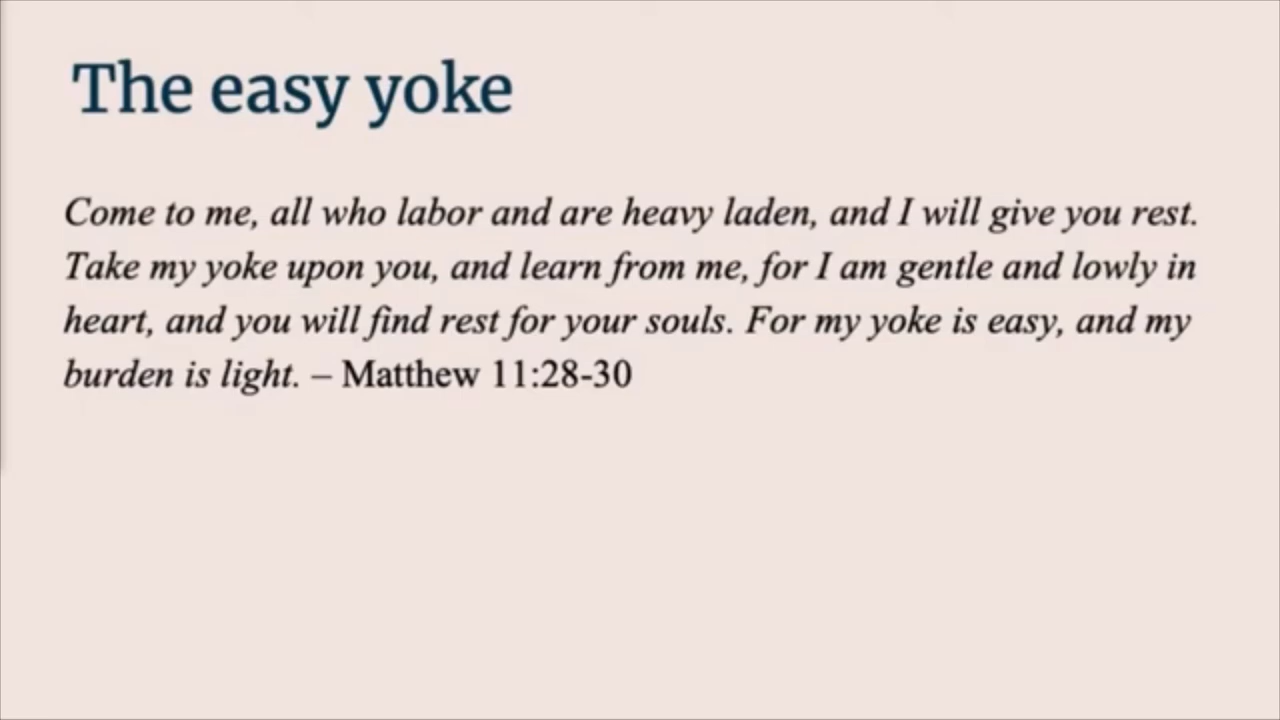 The easy yoke
Come to me, all who labor and are heavy laden, and I will give you rest.
Take my yoke upon you, and learn from me, for I am gentle and lowly in
heart, and you will find rest for your souls. For my yoke is easy, and my
burden is light. – Matthew 11:28-30